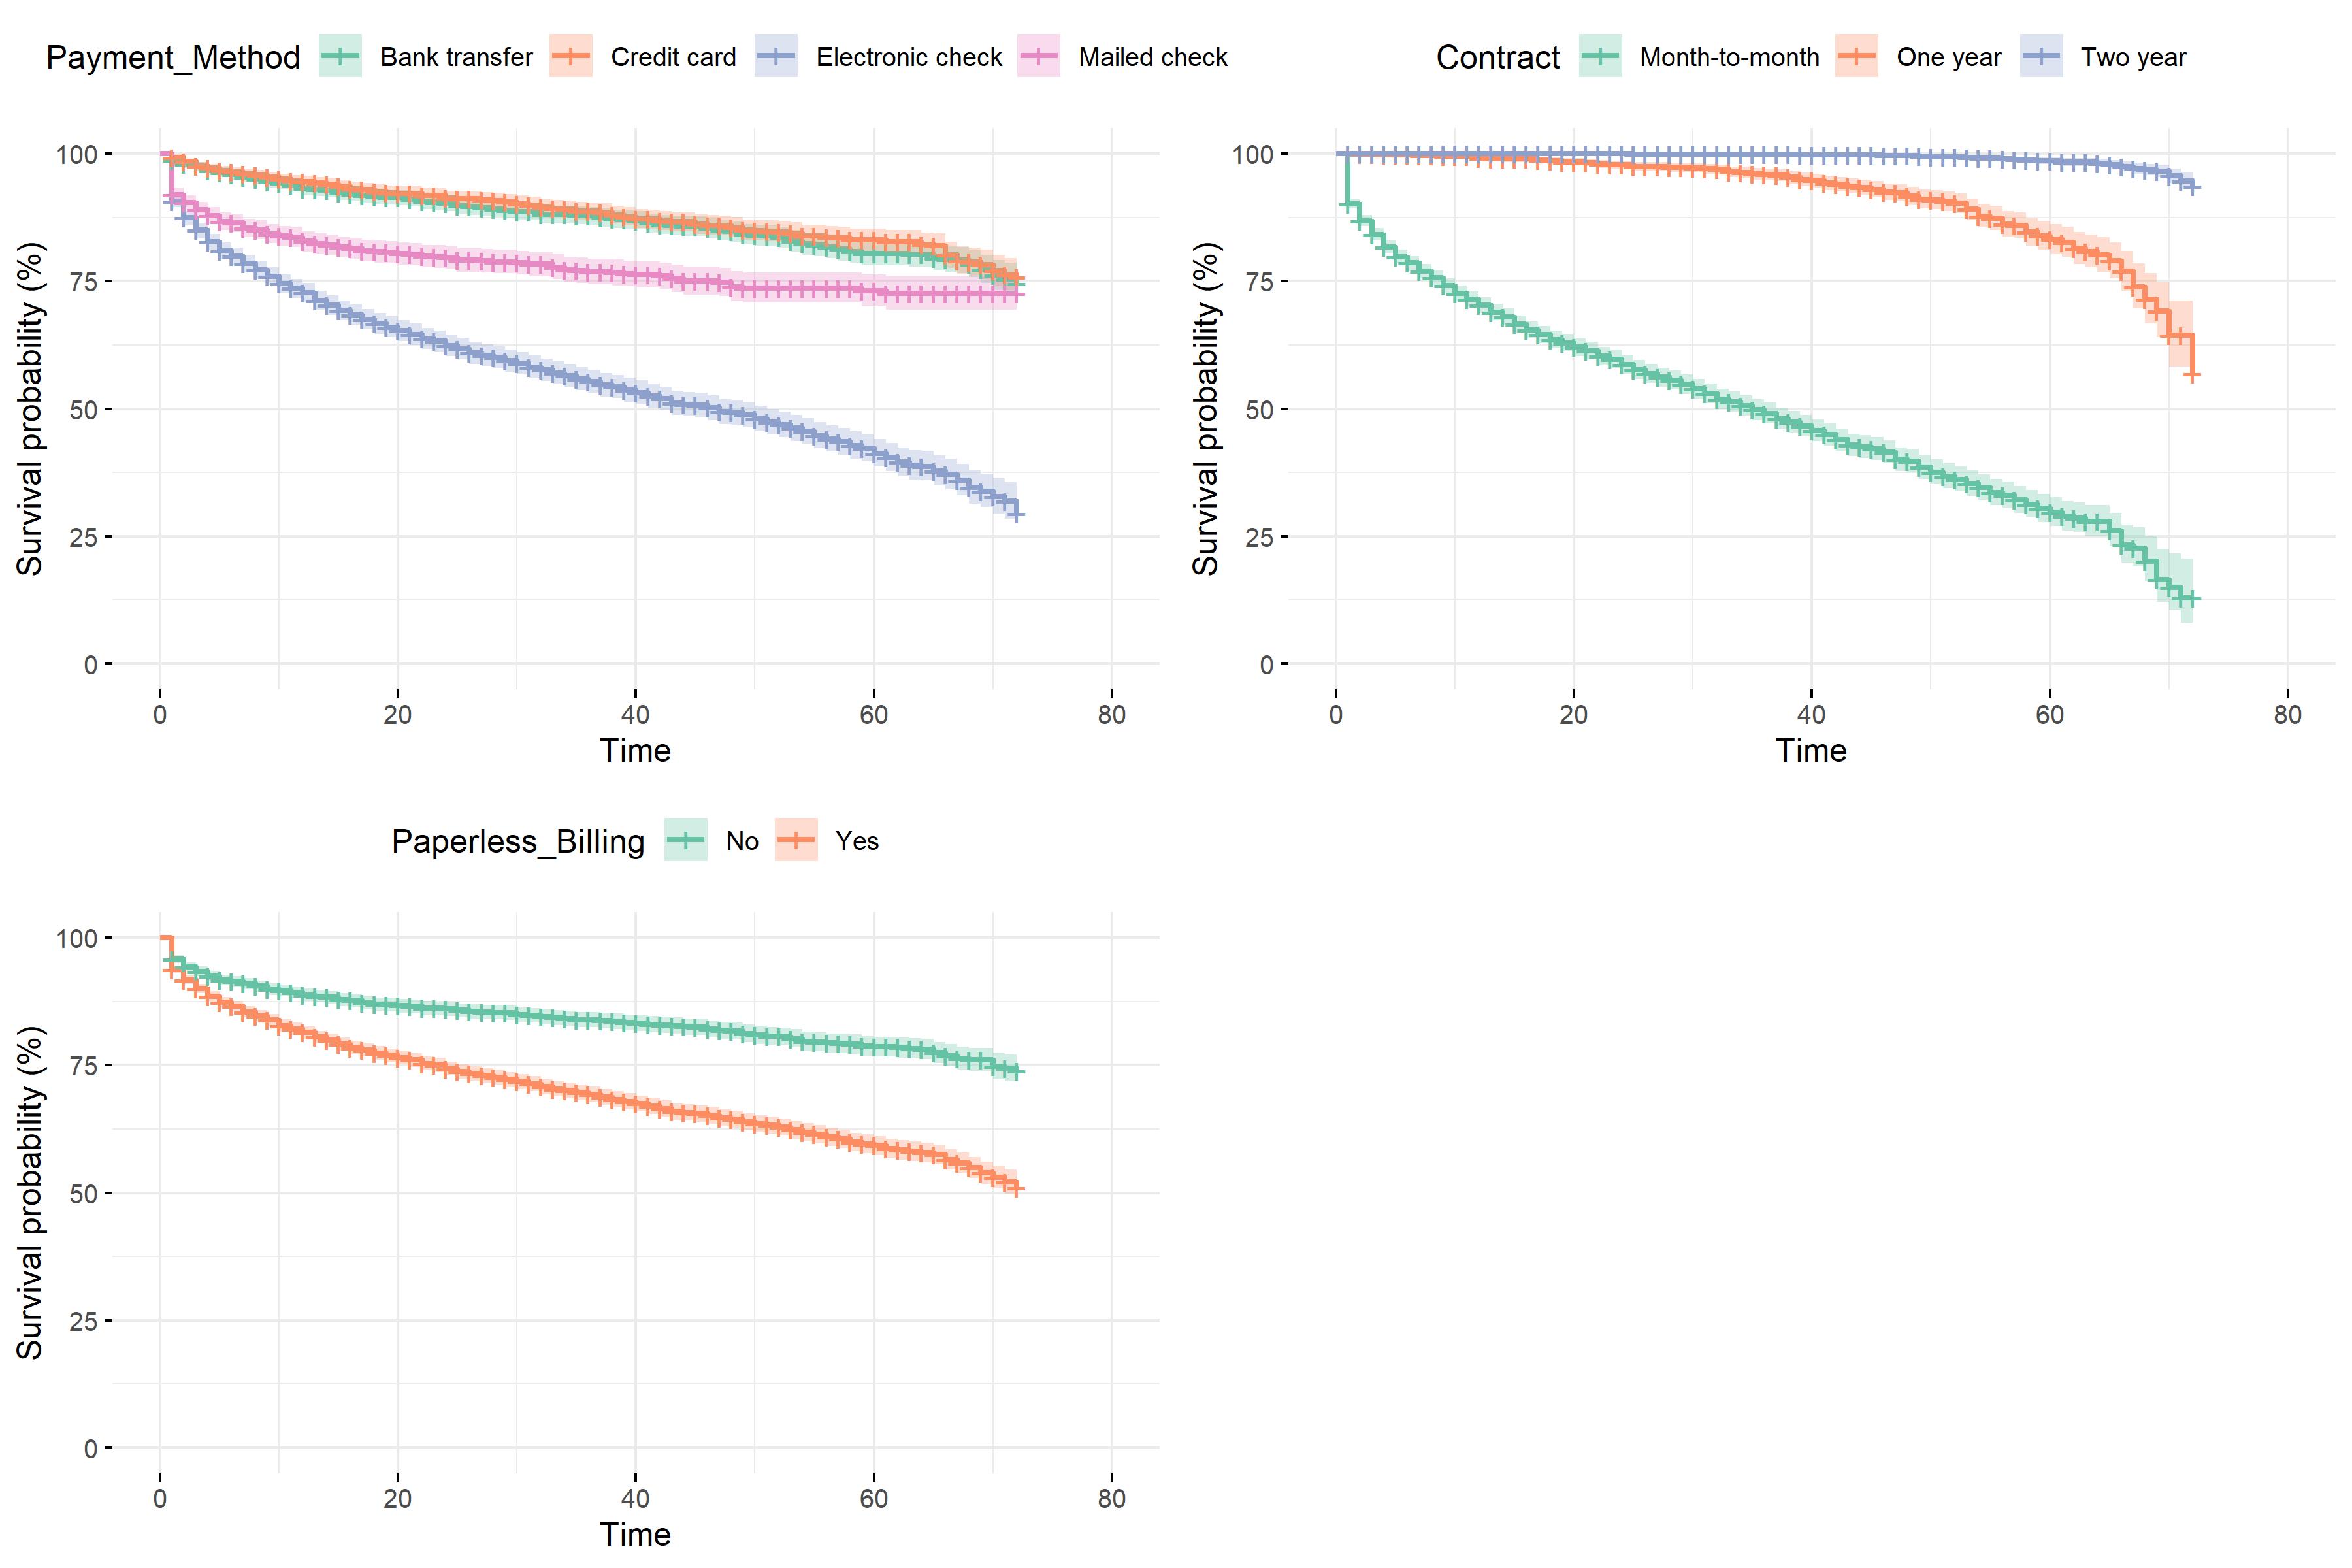 Payment_Method Bank transfer Credit card Electronic check Mailed check
Survival probability (%)
100
75
50
25
0
0 20 40 60 80
Time
Contract Month-to-month One year Two year
Survival probability (%)
100
75
50
25
0
0 20 40 60 80
Time
Paperless_Billing No Yes
Survival probability (%)
100
75
50
25
0
0 20 40 60 80
Time